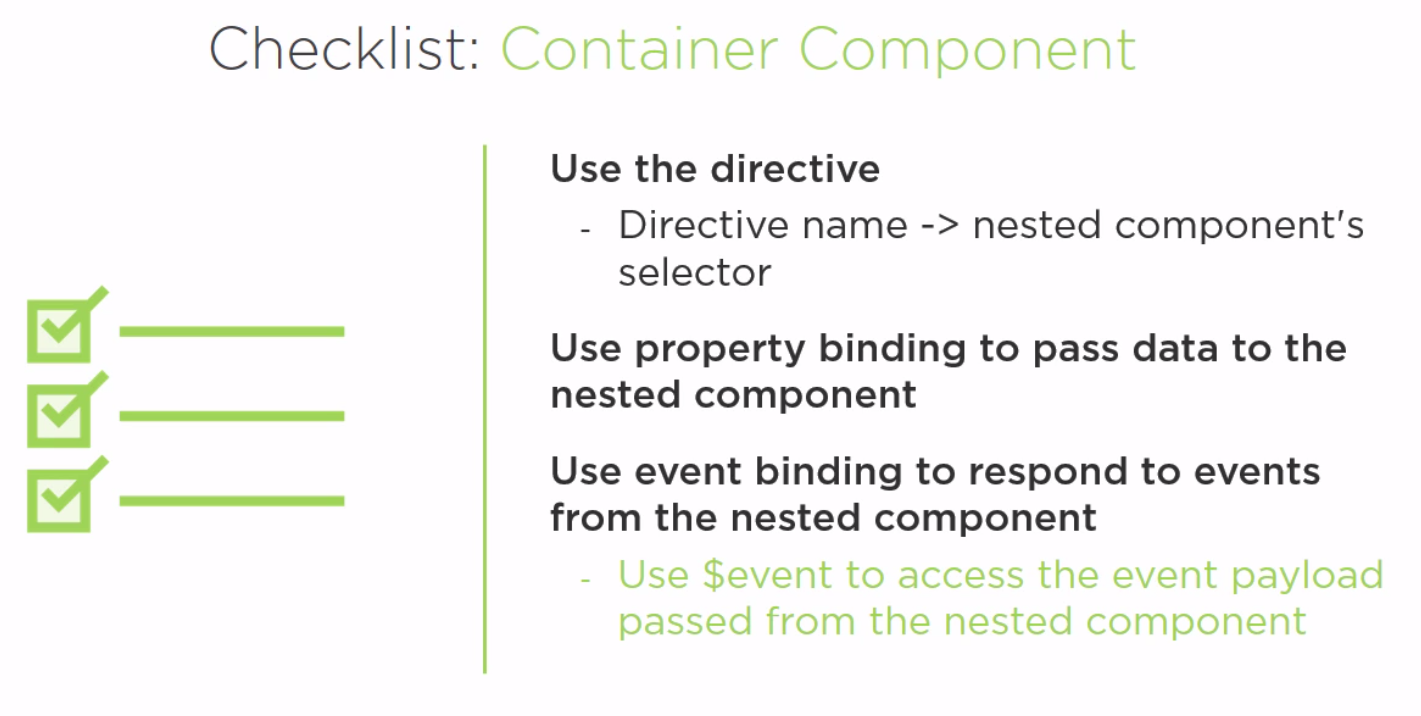 Checklist: Container Component
Use the directive
- Directive name -> nested component's
selector
Use property binding to pass data to the
nested component
Use event binding to respond to events
from the nested component
- Use $event to access the event payload
passed from the nested component